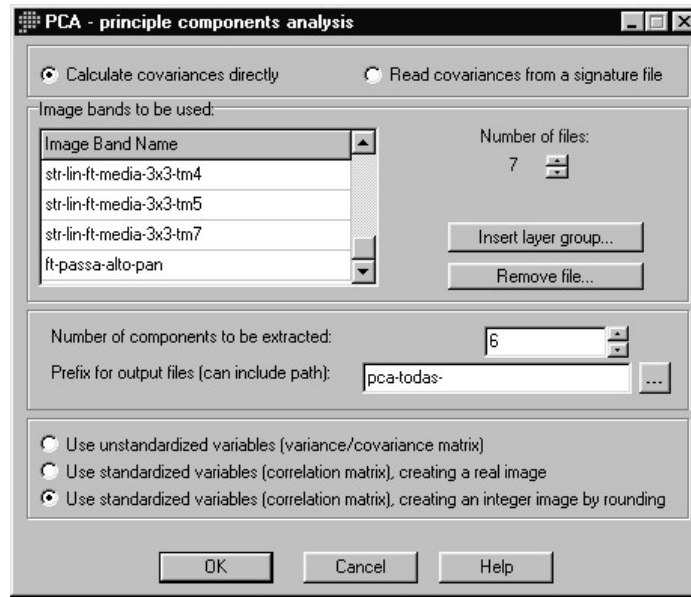 PCA - principle components analysis
Calculate covariances directly
Read covariances from a signature file
Image bands to be used:
Image Band Name
str-lin-ft-media-3x3-tm4
str-lin-ft-media-3x3-tm5
str-lin-ft-media-3x3-tm7
ft-passa-alto-pan
Number of files:
7
Insert layer group...
Remove file...
Number of components to be extracted:
6
Prefix for output files (can include path):
pca-todas-
...
Use unstandardized variables (variance/covariance matrix)
Use standardized variables (correlation matrix), creating a real image
Use standardized variables (correlation matrix), creating an integer image by rounding
OK
Cancel
Help